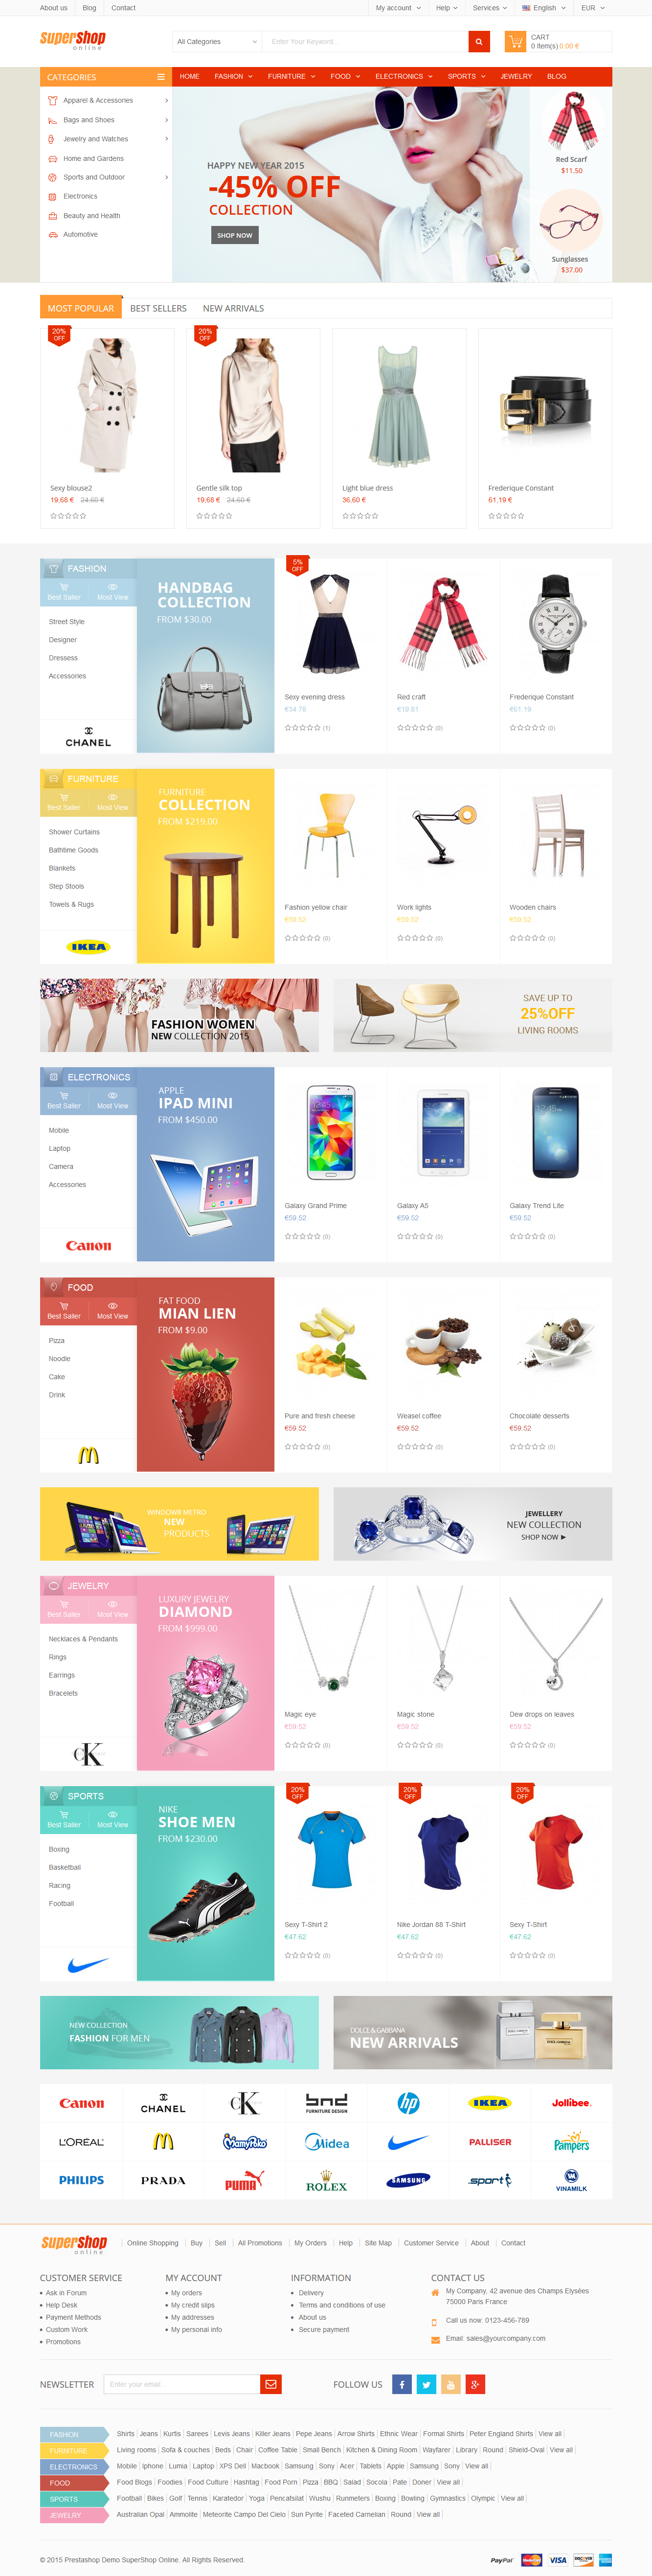 About us
Blog
Contact
My account
Help
Services
English
EUR
Supershop online
All Categories
Enter Your Keyword...
CART
0 Item(s) 0.00 €
CATEGORIES
HOME
FASHION
FURNITURE
FOOD
ELECTRONICS
SPORTS
JEWELRY
BLOG
Apparel & Accessories
Bags and Shoes
Jewelry and Watches
Home and Gardens
Sports and Outdoor
Electronics
Beauty and Health
Automotive
HAPPY NEW YEAR 2015
-45% OFF
COLLECTION
SHOP NOW
Red Scarf
$11.50
Sunglasses
$37.00
MOST POPULAR
BEST SELLERS
NEW ARRIVALS
20% OFF
Sexy blouse2
19,68 € 24,60 €
20% OFF
Gentle silk top
19,68 € 24,60 €
Light blue dress
36,60 €
Frederique Constant
61,19 €
FASHION
Best Saller
Most View
Street Style
Designer
Dressess
Accessories
CHANEL
HANDBAG
COLLECTION
FROM $30.00
5% OFF
Sexy evening dress
€34.76
(1)
Red craft
€19.81
(0)
Frederique Constant
€61.19
(0)
FURNITURE
Best Saller
Most View
Shower Curtains
Bathtime Goods
Blankets
Step Stools
Towels & Rugs
IKEA
FURNITURE
COLLECTION
FROM $219.00
Fashion yellow chair
€59.52
(0)
Work lights
€59.52
(0)
Wooden chairs
€59.52
(0)
FASHION WOMEN
NEW COLLECTION 2015
SAVE UP TO
25%OFF
LIVING ROOMS
ELECTRONICS
Best Saller
Most View
Mobile
Laptop
Camera
Accessories
Canon
APPLE
IPAD MINI
FROM $450.00
Galaxy Grand Prime
€59.52
(0)
Galaxy A5
€59.52
(0)
Galaxy Trend Lite
€59.52
(0)
FOOD
Best Saller
Most View
Pizza
Noodle
Cake
Drink
FAT FOOD
MIAN LIEN
FROM $9.00
Pure and fresh cheese
€59.52
(0)
Weasel coffee
€59.52
(0)
Chocolate desserts
€59.52
(0)
WINDOW8 METRO
NEW
PRODUCTS
JEWELLERY
NEW COLLECTION
SHOP NOW
JEWELRY
Best Saller
Most View
Necklaces & Pendants
Rings
Earrings
Bracelets
CK
LUXURY JEWELRY
DIAMOND
FROM $999.00
Magic eye
€59.52
(0)
Magic stone
€59.52
(0)
Dew drops on leaves
€59.52
(0)
SPORTS
Best Saller
Most View
Boxing
Basketball
Racing
Football
NIKE
SHOE MEN
FROM $230.00
20% OFF
Sexy T-Shirt 2
€47.62
(0)
20% OFF
Nike Jordan 88 T-Shirt
€47.62
(0)
20% OFF
Sexy T-Shirt
€47.62
(0)
NEW COLLECTION
FASHION FOR MEN
DOLCE & GABBANA
NEW ARRIVALS
Canon
CHANEL
CK
bnd
FURNITURE DESIGN
hp
IKEA
Jollibee
L'ORÉAL
MamyPoko
Midea
PALLISER
Pampers
PHILIPS
PRADA
PUMA
ROLEX
SAMSUNG
sport
VINAMILK
Supershop online
Online Shopping
Buy
Sell
All Promotions
My Orders
Help
Site Map
Customer Service
About
Contact
CUSTOMER SERVICE
Ask in Forum
Help Desk
Payment Methods
Custom Work
Promotions
MY ACCOUNT
My orders
My credit slips
My addresses
My personal info
INFORMATION
Delivery
Terms and conditions of use
About us
Secure payment
CONTACT US
My Company, 42 avenue des Champs Elysées
75000 Paris France
Call us now: 0123-456-789
Email: sales@yourcompany.com
NEWSLETTER
Enter your email...
FOLLOW US
FASHION
Shirts Jeans Kurtis Sarees Levis Jeans Killer Jeans Pepe Jeans Arrow Shirts Ethnic Wear Formal Shirts Peter England Shirts View all
FURNITURE
Living rooms Sofa & couches Beds Chair Coffee Table Small Bench Kitchen & Dining Room Wayfarer Library Round Shield-Oval View all
ELECTRONICS
Mobile Iphone Lumia Laptop XPS Dell Macbook Samsung Sony Acer Tablets Apple Samsung Sony View all
FOOD
Food Blogs Foodies Food Culture Hashtag Food Porn Pizza BBQ Salad Socola Pate Doner View all
SPORTS
Football Bikes Golf Tennis Karatedor Yoga Pencatsilat Wushu Runmeters Boxing Bowling Gymnastics Olympic View all
JEWELRY
Australian Opal Ammolite Meteorite Campo Del Cielo Sun Pyrite Faceted Carnelian Round View all
© 2015 Prestashop Demo SuperShop Online. All Rights Reserved.
PayPal
MasterCard
VISA
DISCOVER